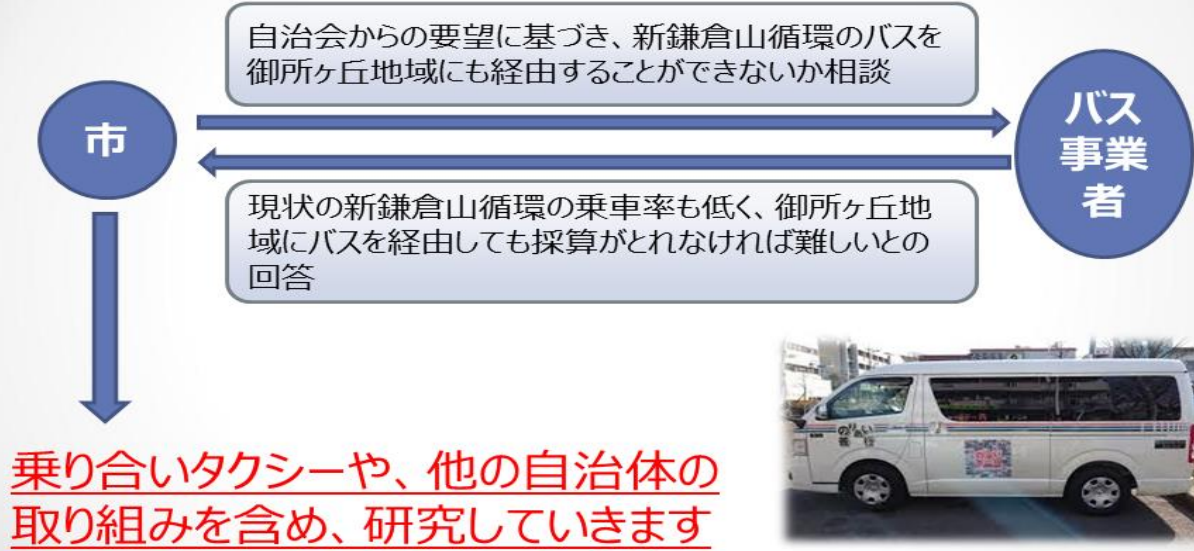 自治会からの要望に基づき、新鎌倉山循環のバスを
御所ヶ丘地域にも経由することができないか相談
市
バス
事業
者
現状の新鎌倉山循環の乗車率も低く、御所ヶ丘地
域にバスを経由しても採算がとれなければ難しいとの
回答
乗り合いタクシーや、他の自治体の
取り組みを含め、研究していきます
のりあい
善行